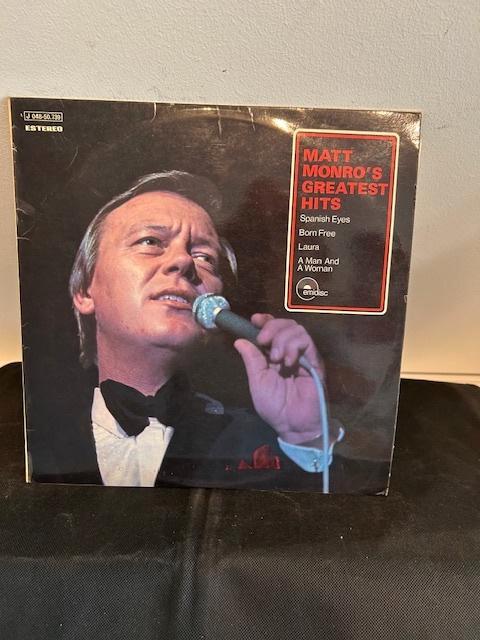 J 048-50.739
ESTEREO
MATT
MONRO'S
GREATEST
HITS
Spanish Eyes
Born Free
Laura
A Man And
A Woman
emidisc